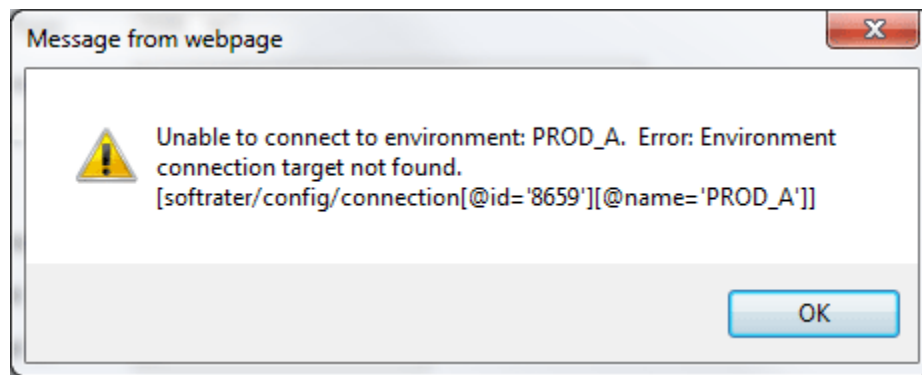 Message from webpage
Unable to connect to environment: PROD_A.  Error: Environment
connection target not found.
[softrater/config/connection[@id='8659'][@name='PROD_A']]
OK